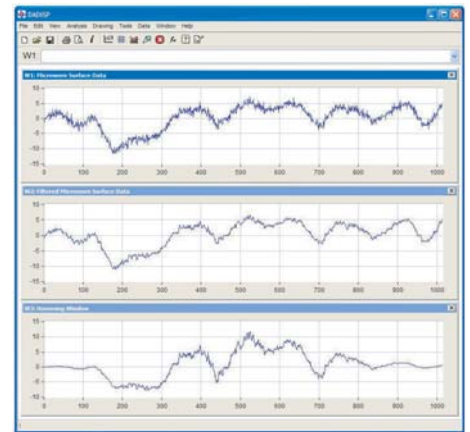 DADiSP
File Edit View Analysis Drawing Tools Data Window Help
W1:
W1: Microwave Surface Data
10
5
0
-5
-10
-15
0 100 200 300 400 500 600 700 800 900 1000
W2: Filtered Microwave Surface Data
10
5
0
-5
-10
-15
0 100 200 300 400 500 600 700 800 900 1000
W3: Hamming Window
15
10
5
0
-5
-10
0 100 200 300 400 500 600 700 800 900 1000